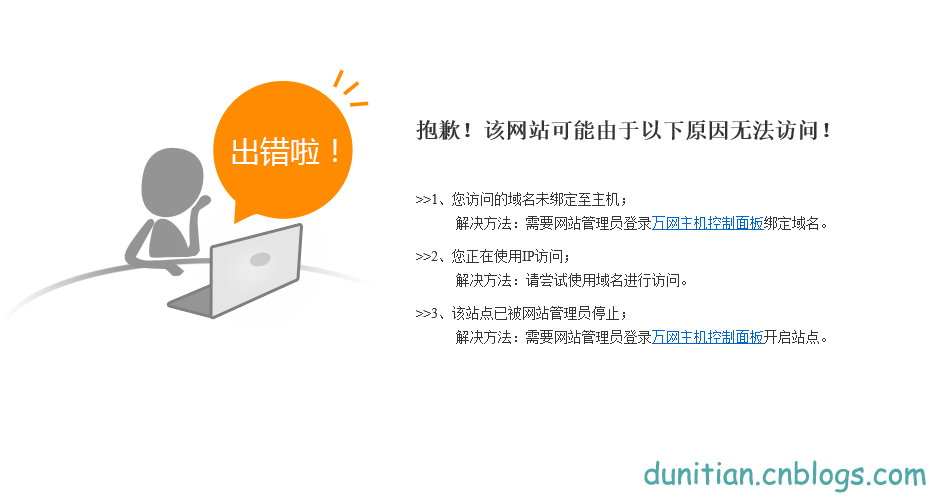 出错啦！
抱歉！该网站可能由于以下原因无法访问！
>>1、您访问的域名未绑定至主机；
解决方法：需要网站管理员登录万网主机控制面板绑定域名。
>>2、您正在使用IP访问；
解决方法：请尝试使用域名进行访问。
>>3、该站点已被网站管理员停止；
解决方法：需要网站管理员登录万网主机控制面板开启站点。
dunitian.cnblogs.com